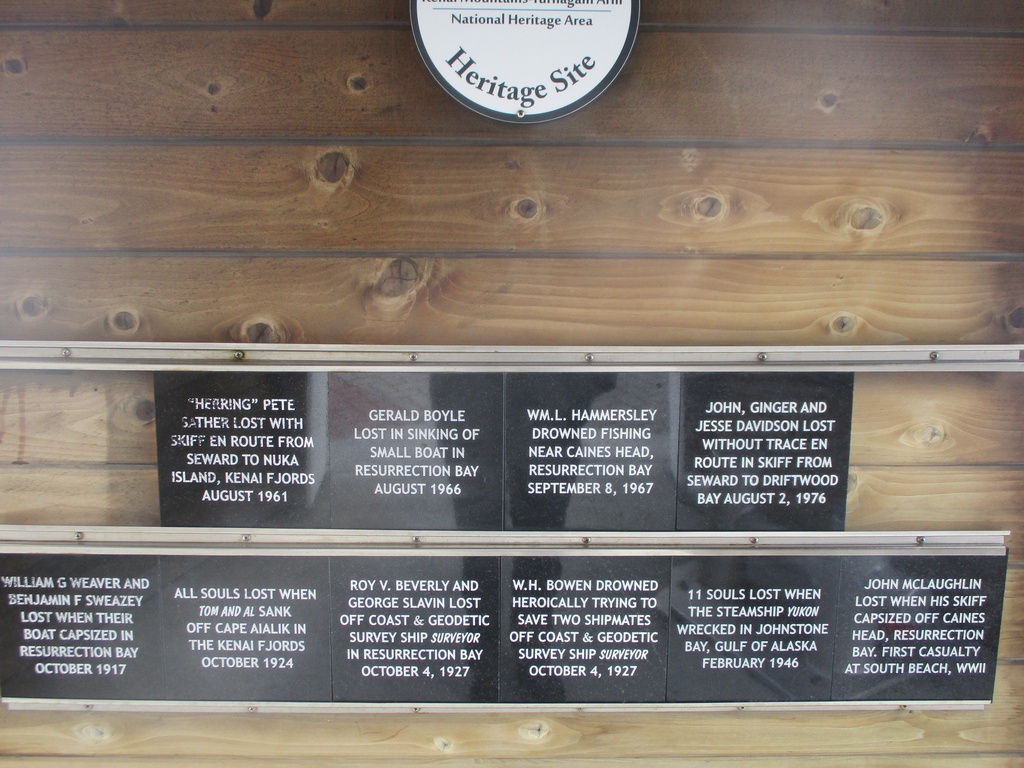 Kenai Mountains-Turnagain Arm
National Heritage Area
Heritage Site
"HERRING" PETE
SATHER LOST WITH
SKIFF EN ROUTE FROM
SEWARD TO NUKA
ISLAND, KENAI FJORDS
AUGUST 1961
GERALD BOYLE
LOST IN SINKING OF
SMALL BOAT IN
RESURRECTION BAY
AUGUST 1966
WM.L. HAMMERSLEY
DROWNED FISHING
NEAR CAINES HEAD,
RESURRECTION BAY
SEPTEMBER 8, 1967
JOHN, GINGER AND
JESSE DAVIDSON LOST
WITHOUT TRACE EN
ROUTE IN SKIFF FROM
SEWARD TO DRIFTWOOD
BAY AUGUST 2, 1976
WILLIAM G WEAVER AND
BENJAMIN F SWEAZEY
LOST WHEN THEIR
BOAT CAPSIZED IN
RESURRECTION BAY
OCTOBER 1917
ALL SOULS LOST WHEN
TOM AND AL SANK
OFF CAPE AIALIK IN
THE KENAI FJORDS
OCTOBER 1924
ROY V. BEVERLY AND
GEORGE SLAVIN LOST
OFF COAST & GEODETIC
SURVEY SHIP SURVEYOR
IN RESURRECTION BAY
OCTOBER 4, 1927
W.H. BOWEN DROWNED
HEROICALLY TRYING TO
SAVE TWO SHIPMATES
OFF COAST & GEODETIC
SURVEY SHIP SURVEYOR
OCTOBER 4, 1927
11 SOULS LOST WHEN
THE STEAMSHIP YUKON
WRECKED IN JOHNSTONE
BAY, GULF OF ALASKA
FEBRUARY 1946
JOHN MCLAUGHLIN
LOST WHEN HIS SKIFF
CAPSIZED OFF CAINES
HEAD, RESURRECTION
BAY. FIRST CASUALTY
AT SOUTH BEACH, WWII